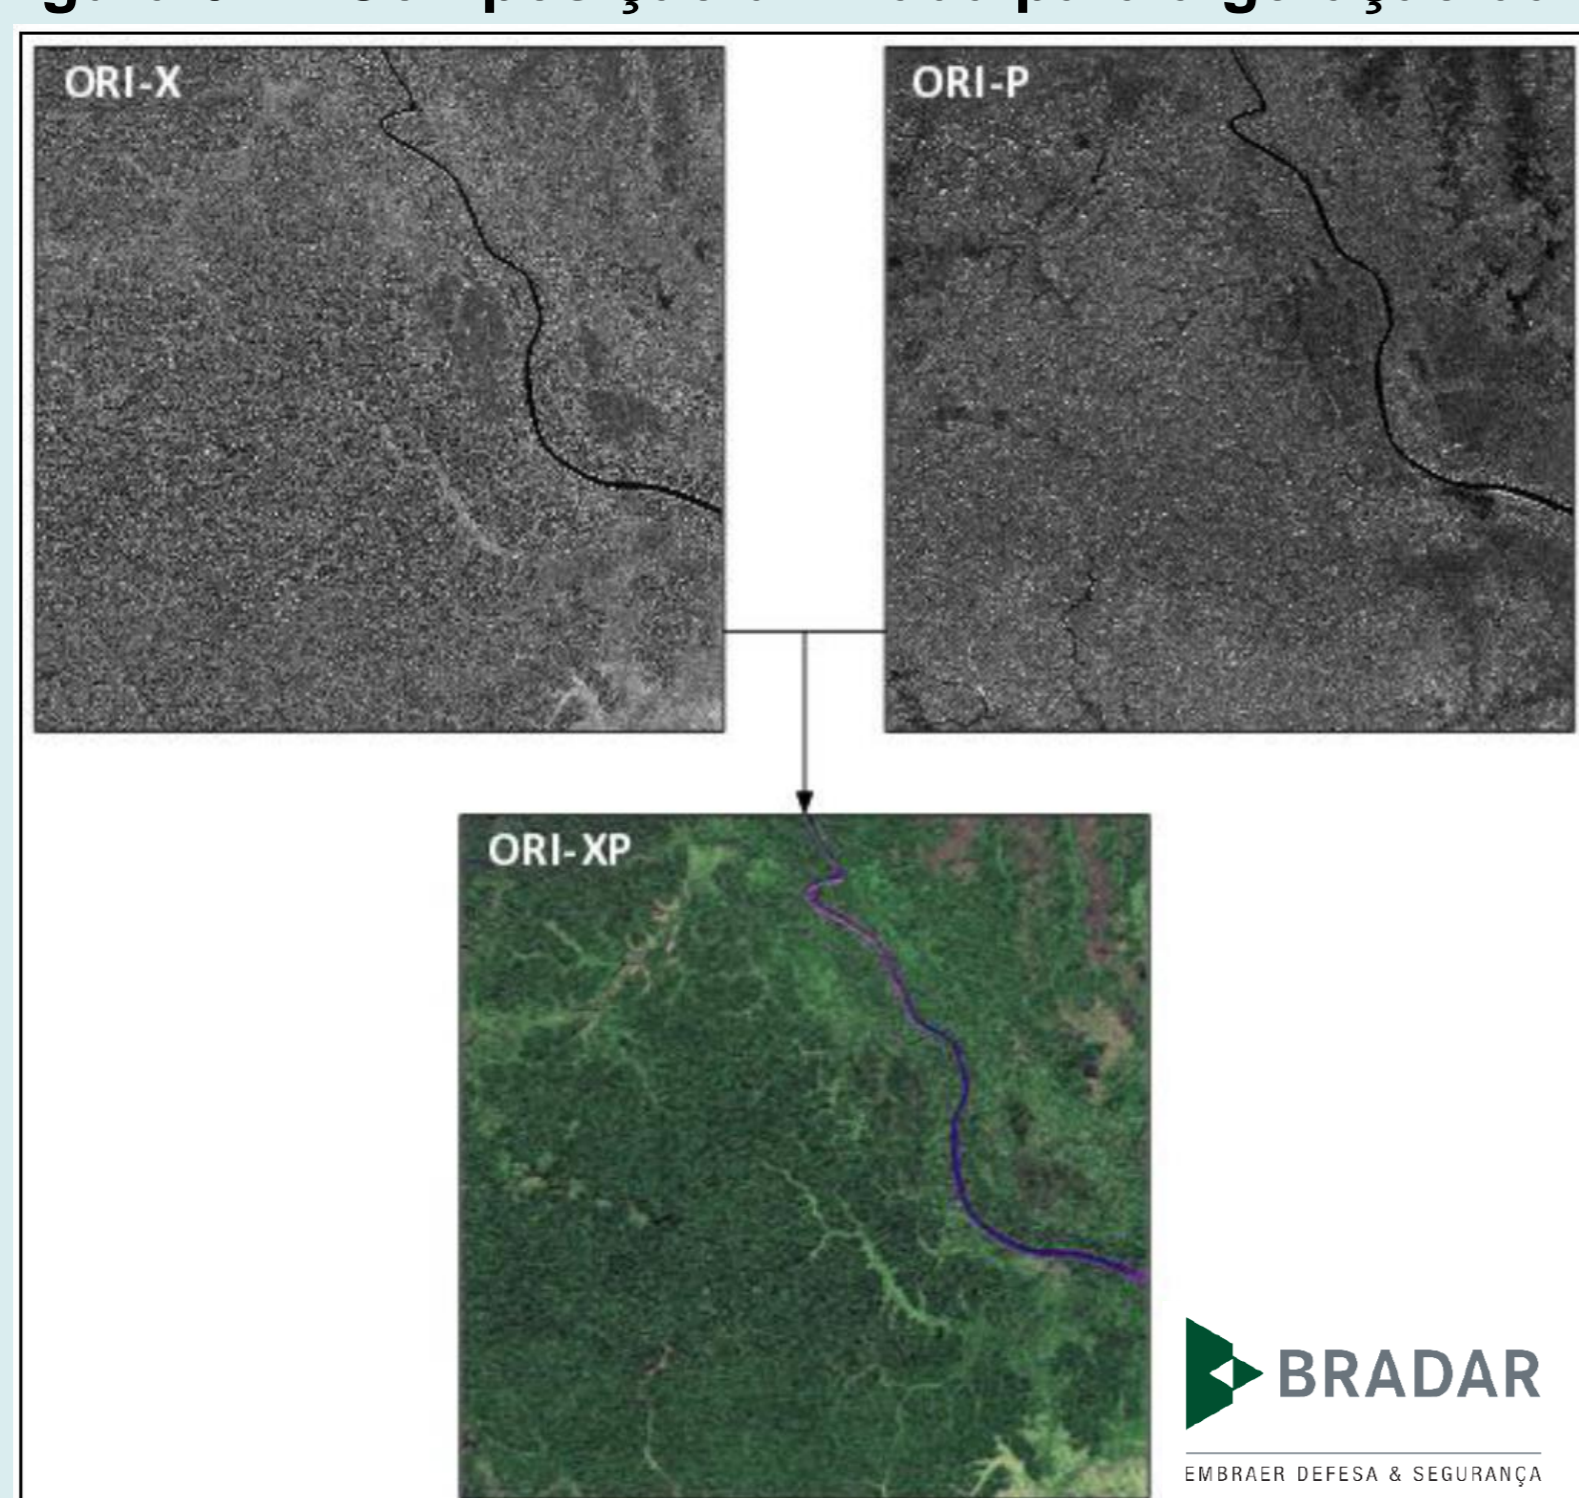 ORI-X
ORI-P
ORI-XP
BRADAR
EMBRAER DEFESA & SEGURANÇA